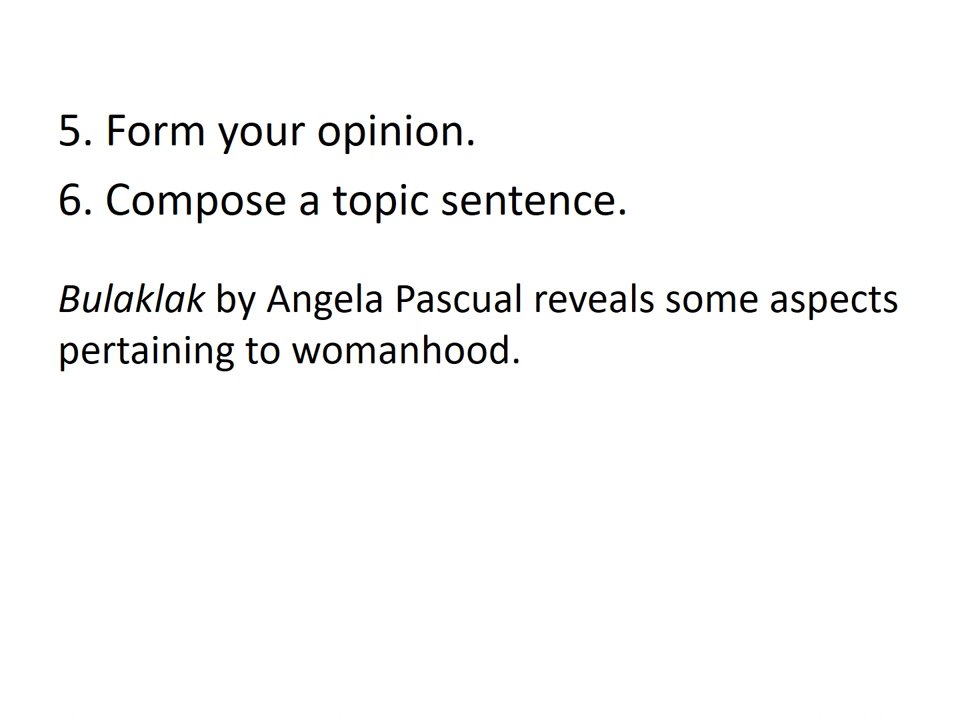 5. Form your opinion.
6. Compose a topic sentence.
Bulaklak by Angela Pascual reveals some aspects
pertaining to womanhood.